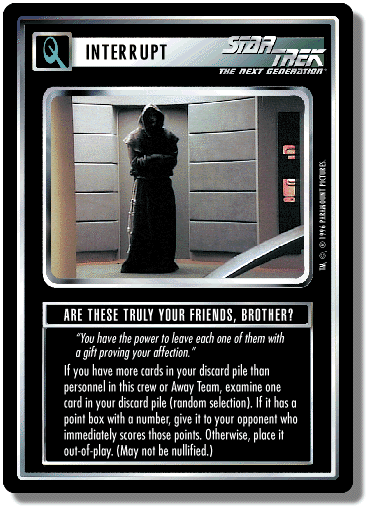 Q INTERRUPT
STAR TREK
THE NEXT GENERATION®
TM, ©, ® 1996 PARAMOUNT PICTURES
ARE THESE TRULY YOUR FRIENDS, BROTHER?
"You have the power to leave each one of them with
a gift proving your affection."
If you have more cards in your discard pile than
personnel in this crew or Away Team, examine one
card in your discard pile (random selection). If it has a
point box with a number, give it to your opponent who
immediately scores those points. Otherwise, place it
out-of-play. (May not be nullified.)